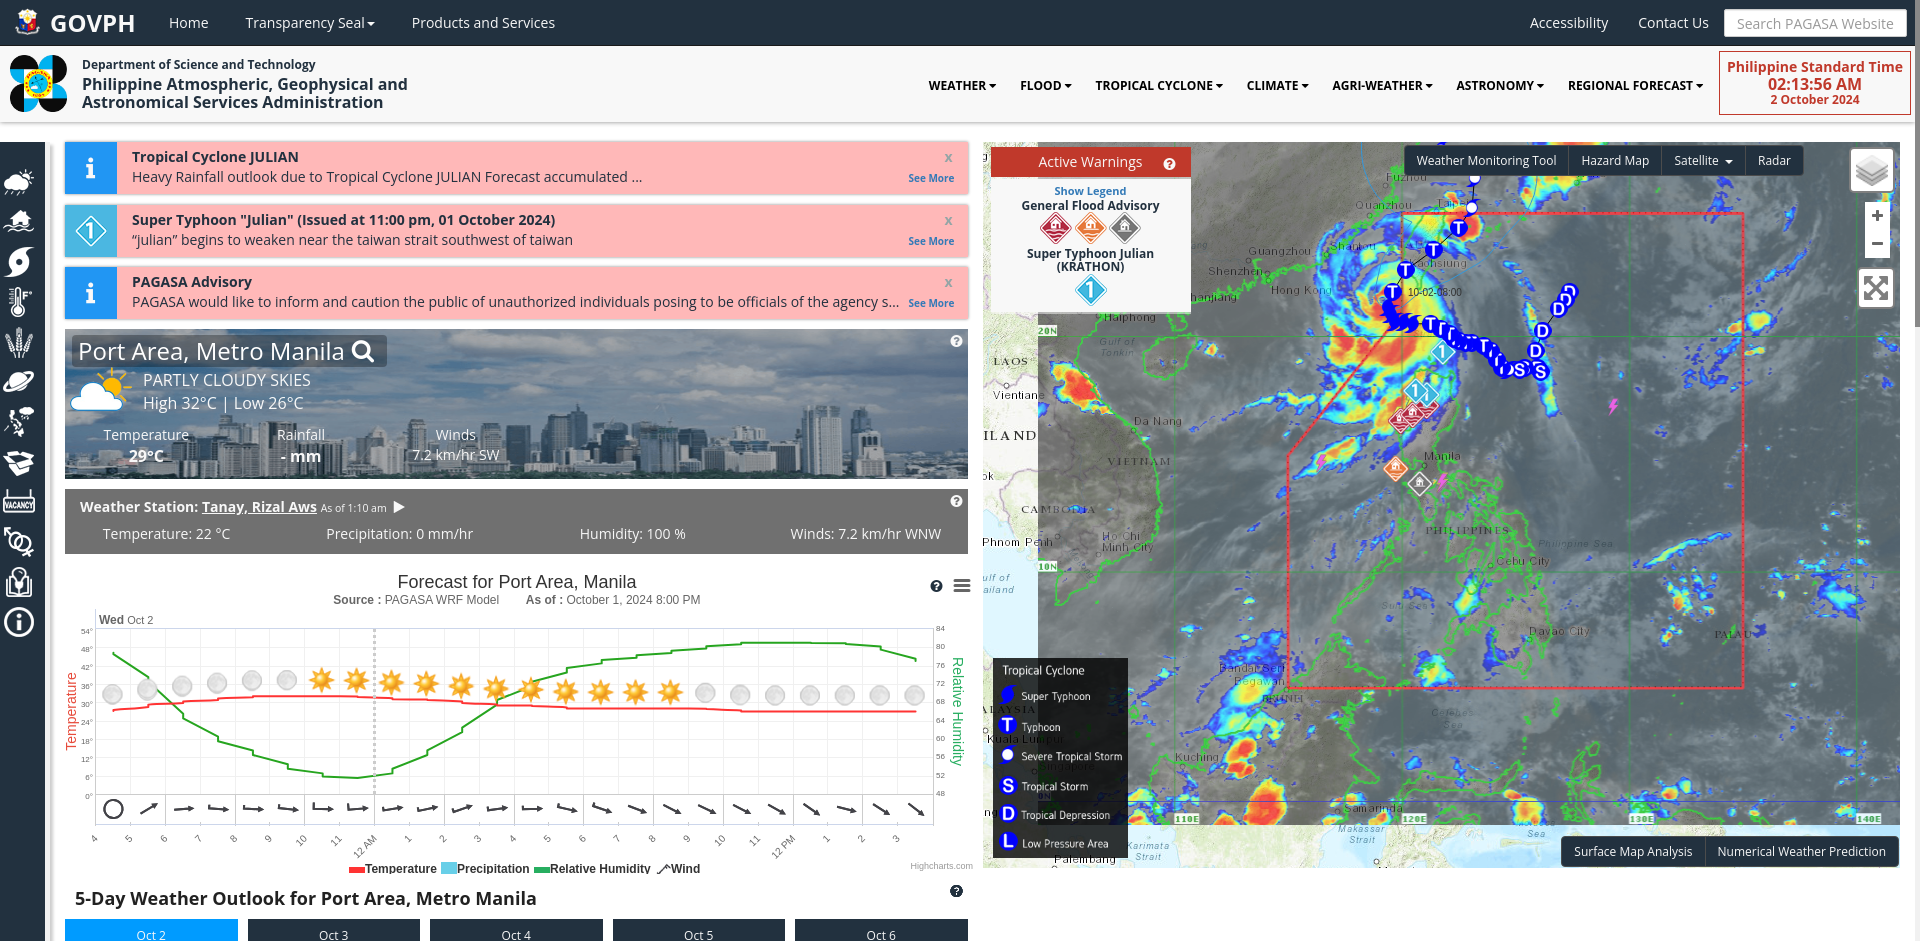 GOVPH
Home
Transparency Seal
Products and Services
Accessibility
Contact Us
Search PAGASA Website
Department of Science and Technology
Philippine Atmospheric, Geophysical and
Astronomical Services Administration
WEATHER
FLOOD
TROPICAL CYCLONE
CLIMATE
AGRI-WEATHER
ASTRONOMY
REGIONAL FORECAST
Philippine Standard Time
02:13:56 AM
2 October 2024
VACANCY
Tropical Cyclone JULIAN
x
Heavy Rainfall outlook due to Tropical Cyclone JULIAN Forecast accumulated ...
See More
1
Super Typhoon "Julian" (Issued at 11:00 pm, 01 October 2024)
x
“julian” begins to weaken near the taiwan strait southwest of taiwan
See More
PAGASA Advisory
x
PAGASA would like to inform and caution the public of unauthorized individuals posing to be officials of the agency s...
See More
Port Area, Metro Manila
PARTLY CLOUDY SKIES
High 32°C | Low 26°C
Temperature
29°C
Rainfall
- mm
Winds
7.2 km/hr SW
Weather Station: Tanay, Rizal Aws As of 1:10 am
Temperature: 22 °C
Precipitation: 0 mm/hr
Humidity: 100 %
Winds: 7.2 km/hr WNW
Forecast for Port Area, Manila
Source : PAGASA WRF Model
As of : October 1, 2024 8:00 PM
Wed Oct 2
Temperature
54°
48°
42°
36°
30°
24°
18°
12°
6°
0°
84
80
76
72
68
64
60
56
52
48
Relative Humidity
4 5 6 7 8 9 10 11 12 AM 1 2 3 4 5 6 7 8 9 10 11 12 PM 1 2 3
Temperature
Precipitation
Relative Humidity
Wind
Highcharts.com
5-Day Weather Outlook for Port Area, Metro Manila
Oct 2
Oct 3
Oct 4
Oct 5
Oct 6
Active Warnings
Show Legend
General Flood Advisory
Super Typhoon Julian
(KRATHON)
1
Weather Monitoring Tool
Hazard Map
Satellite
Radar
+
−
Fuzhou
Quanzhou
Guangzhou
Shantou
Shenzhen
Hong Kong
Kaohsiung
10-02-08:00
Zhanjiang
Haiphong
20N
Gulf of
Tonkin
LAOS
Vientiane
Da Nang
VIETNAM
Manila
CAMBODIA
Phnom Penh
Ho Chi
Minh City
PHILIPPINES
Philippine Sea
Cebu City
10N
Sulu Sea
Davao City
PALAU
Bandar Seri
Begawan
BRUNEI
Celebes
Sea
Kuala Lumpur
Kuching
Samarinda
110E
120E
130E
140E
Makassar
Strait
Karimata
Strait
Palembang
Sea
Tropical Cyclone
Super Typhoon
T Typhoon
Severe Tropical Storm
S Tropical Storm
D Tropical Depression
L Low Pressure Area
Surface Map Analysis
Numerical Weather Prediction